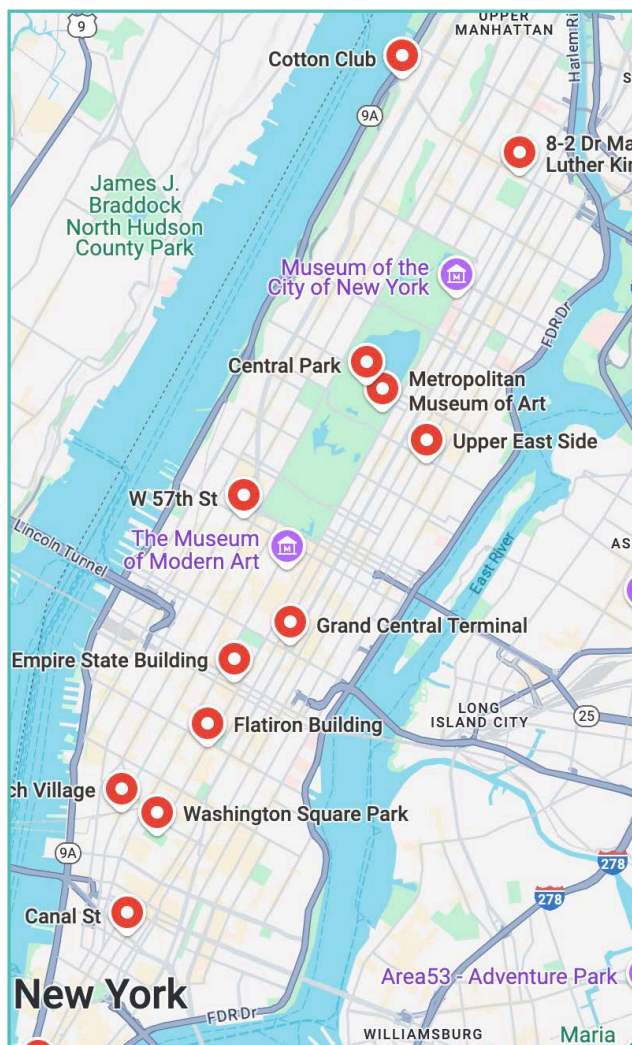 9
UPPER
MANHATTAN
Harlem Ri
S
Cotton Club
9A
8-2 Dr Ma
Luther Kin
James J.
Braddock
North Hudson
County Park
Museum of the
City of New York
FDR Dr
Central Park
Metropolitan
Museum of Art
Upper East Side
W 57th St
Lincoln Tunnel
The Museum
of Modern Art
East River
AS
Grand Central Terminal
Empire State Building
LONG
ISLAND CITY
25
Flatiron Building
ch Village
Washington Square Park
9A
278
278
Canal St
Area53 - Adventure Park
New York
FDR Dr
WILLIAMSBURG
Maria